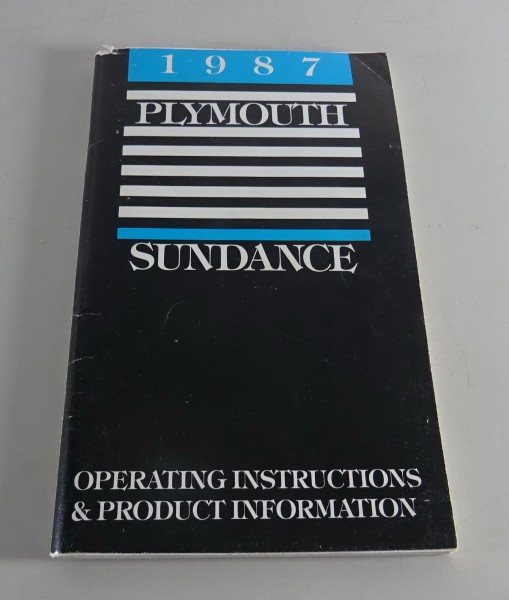 1987
PLYMOUTH
SUNDANCE
OPERATING INSTRUCTIONS
& PRODUCT INFORMATION